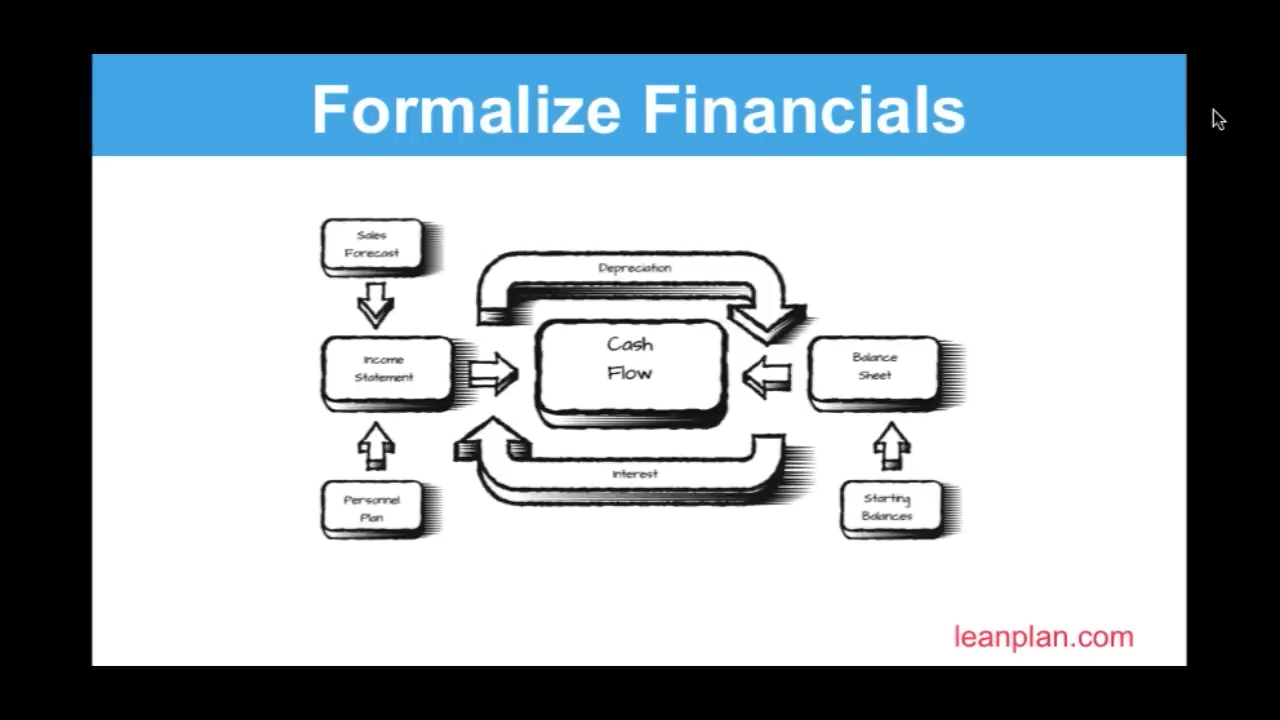 Formalize Financials
Sales
Forecast
Depreciation
Cash
Flow
Income
Statement
Balance
Sheet
Interest
Personnel
Plan
Starting
Balances
leanplan.com